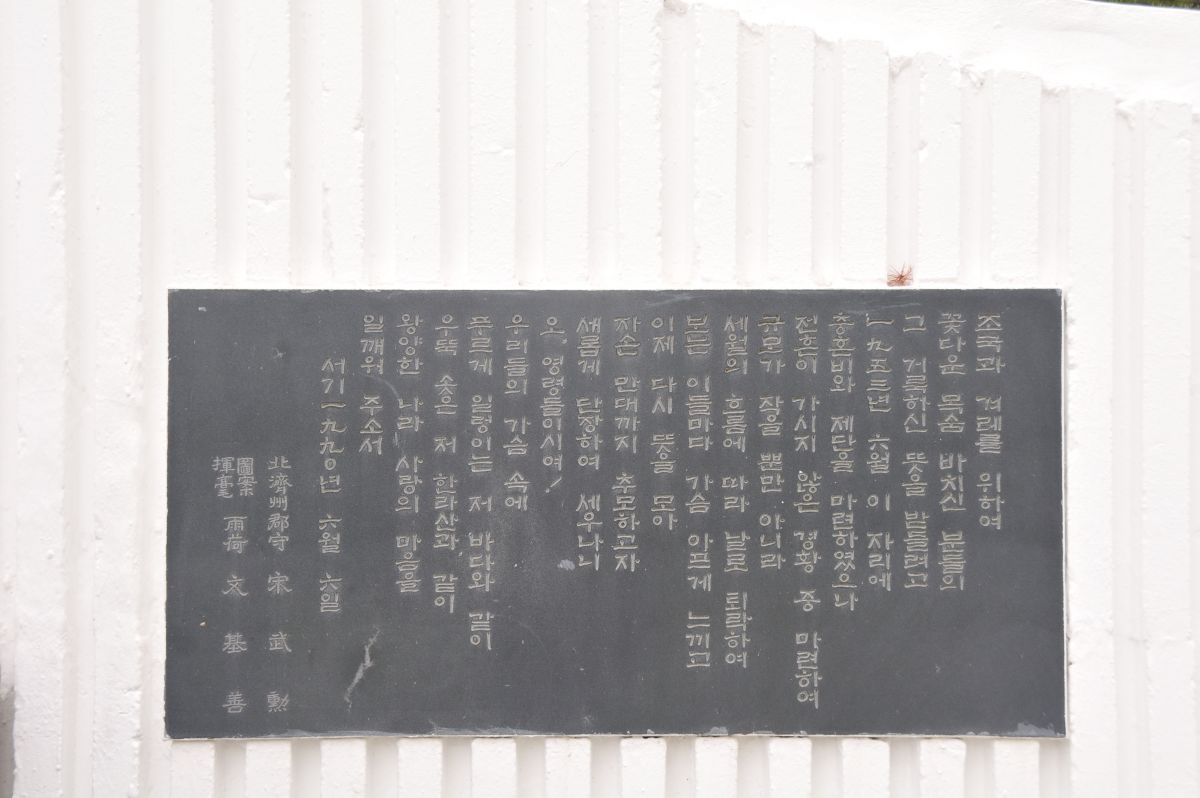 조국과 겨레를 위하여
꽃다운 목숨 바치신 분들의
그 거룩하신 뜻을 받들려고
一九五三년 六월 이 자리에
충혼비와 제단을 마련하였으나
전흔이 가시지 않은 경황 중 마련하여
규모가 작을 뿐만 아니라
세월의 흐름에 따라 날로 퇴락하여
보는 이들마다 가슴 아프게 느끼고
이제 다시 뜻을 모아
자손 만대까지 추모하고자
새롭게 단장하여 세우나니
오, 영령들이시여!
우리들의 가슴 속에
푸르게 일렁이는 저 바다와 같이
우뚝 솟은 저 한라산과 같이
왕양한 나라 사랑의 마음을
일깨워 주소서
서기 一九九0년 六월 六일
北濟州郡守 宋武勳
圖案 揮毫 雨荷 文基善